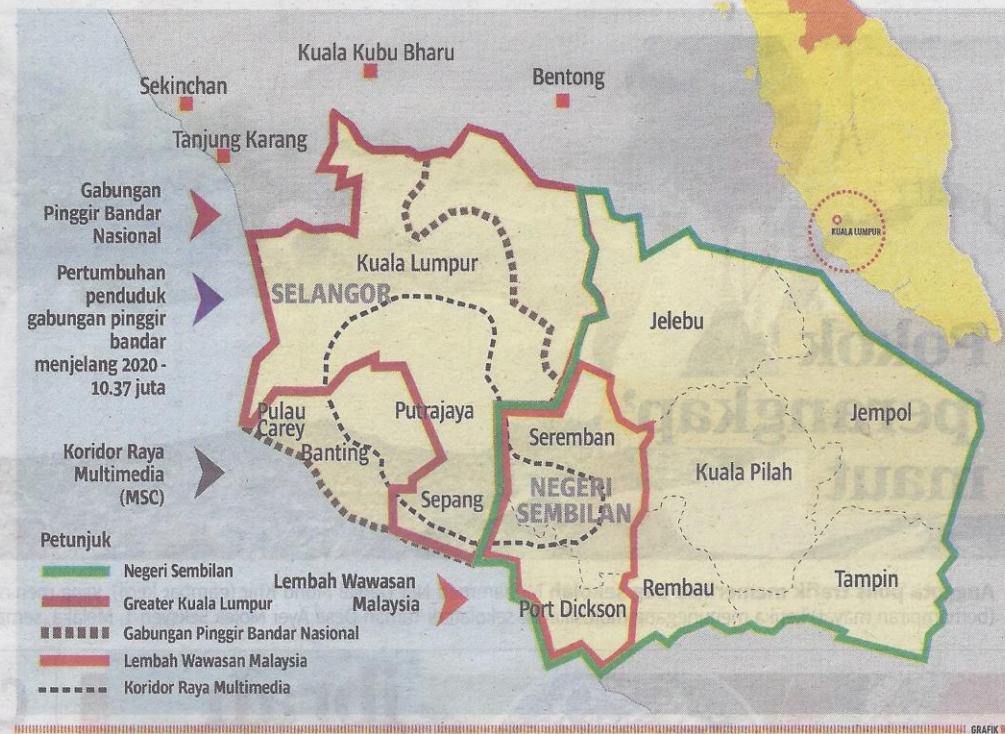 Kuala Kubu Bharu
Sekinchan
Bentong
Tanjung Karang
Gabungan
Pinggir Bandar
Nasional
KUALA LUMPUR
Pertumbuhan
penduduk
gabungan pinggir
bandar
menjelang 2020 -
10.37 juta
Kuala Lumpur
SELANGOR
Jelebu
Pulau
Carey
Putrajaya
Banting
Seremban
Jempol
Koridor Raya
Multimedia
(MSC)
Sepang
NEGERI
SEMBILAN
Kuala Pilah
Petunjuk
Negeri Sembilan
Greater Kuala Lumpur
Gabungan Pinggir Bandar Nasional
Lembah Wawasan Malaysia
Koridor Raya Multimedia
Lembah Wawasan
Malaysia
Port Dickson
Rembau
Tampin
GRAFIK